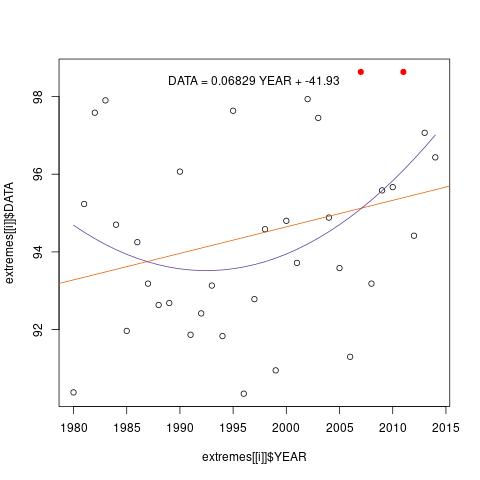 DATA = 0.06829 YEAR + -41.93
98
96
94
92
extremes[[i]]$DATA
1980 1985 1990 1995 2000 2005 2010 2015
extremes[[i]]$YEAR